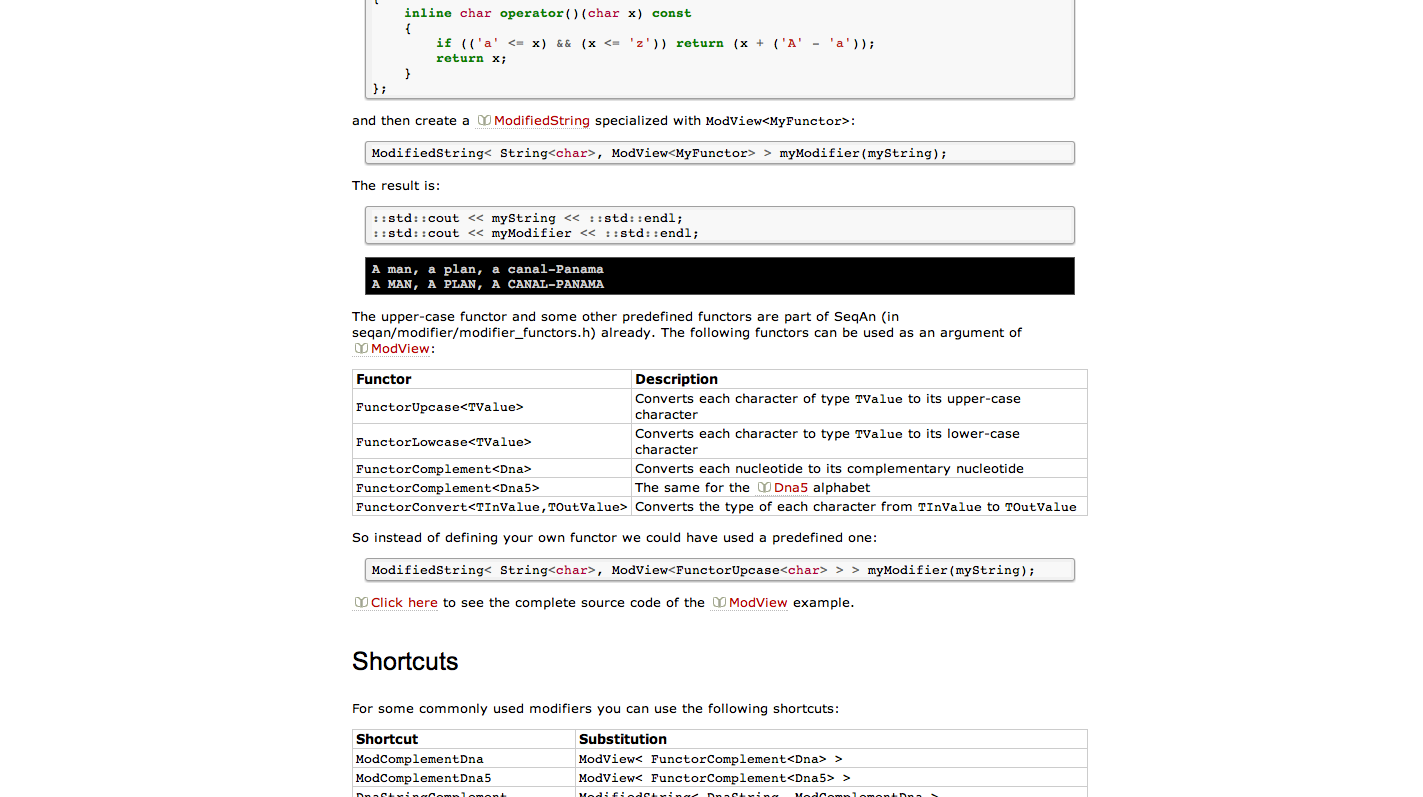 {
inline char operator()(char x) const
{
if (('a' <= x) && (x <= 'z')) return (x + ('A' - 'a'));
return x;
}
};
and then create a ModifiedString specialized with ModView<MyFunctor>:
ModifiedString< String<char>, ModView<MyFunctor> > myModifier(myString);
The result is:
::std::cout << myString << ::std::endl;
::std::cout << myModifier << ::std::endl;
A man, a plan, a canal-Panama
A MAN, A PLAN, A CANAL-PANAMA
The upper-case functor and some other predefined functors are part of SeqAn (in
seqan/modifier/modifier_functors.h) already. The following functors can be used as an argument of
ModView:
Functor Description
FunctorUpcase<TValue> Converts each character of type TValue to its upper-case
character
FunctorLowcase<TValue> Converts each character to type TValue to its lower-case
character
FunctorComplement<Dna> Converts each nucleotide to its complementary nucleotide
FunctorComplement<Dna5> The same for the Dna5 alphabet
FunctorConvert<TInValue,TOutValue> Converts the type of each character from TInValue to TOutValue
So instead of defining your own functor we could have used a predefined one:
ModifiedString< String<char>, ModView<FunctorUpcase<char> > > myModifier(myString);
Click here to see the complete source code of the ModView example.
Shortcuts
For some commonly used modifiers you can use the following shortcuts:
Shortcut Substitution
ModComplementDna ModView< FunctorComplement<Dna> >
ModComplementDna5 ModView< FunctorComplement<Dna5> >
DnaStringComplement ModifiedString< DnaString, ModComplementDna >